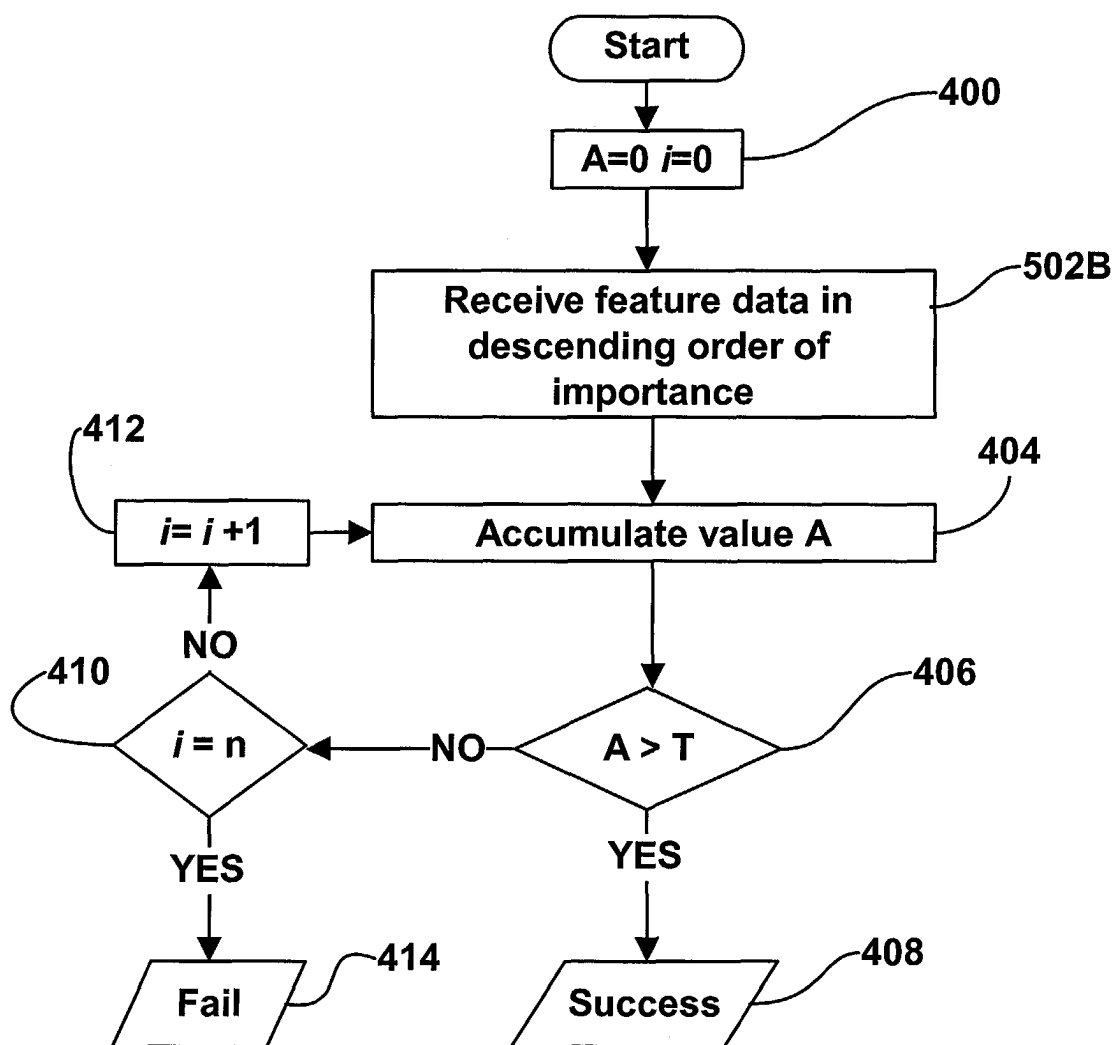 Start
400
A=0 i=0
502B
Receive feature data in
descending order of
importance
412
404
i= i +1
Accumulate value A
NO
410
406
i = n
NO
A > T
YES
YES
414
408
Fail
Success